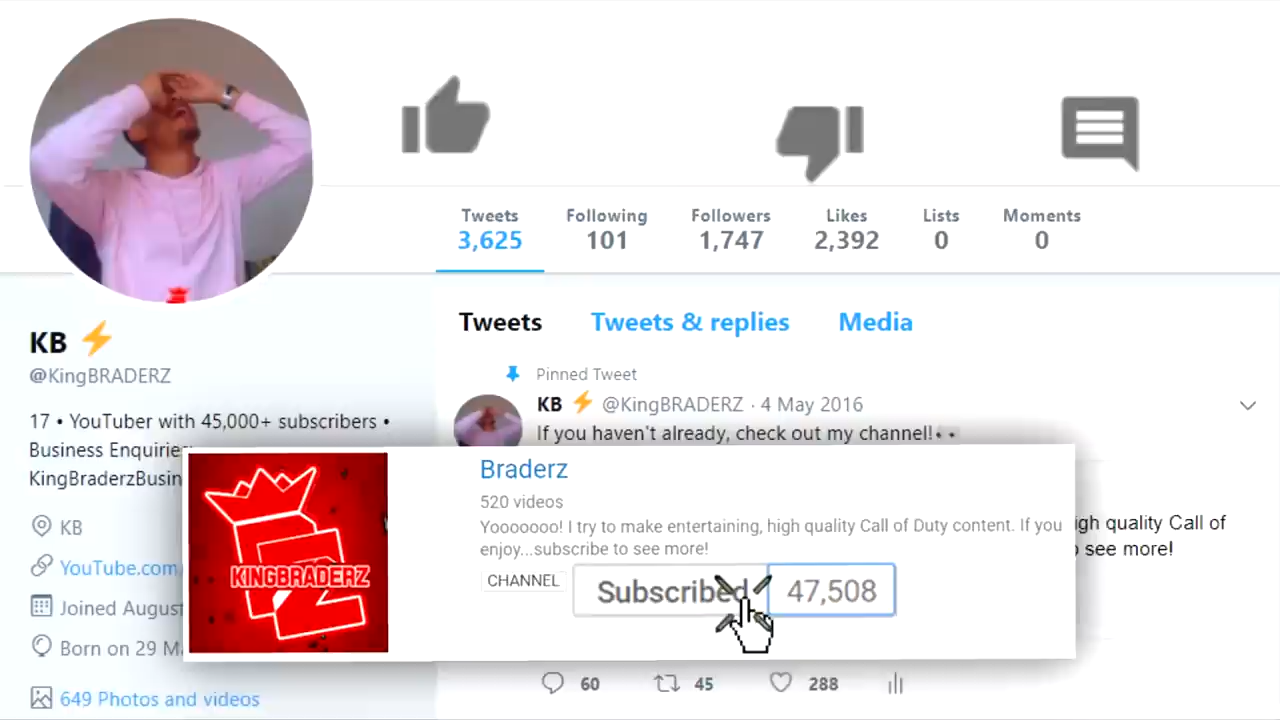 Tweets Following Followers Likes Lists Moments
3,625 101 1,747 2,392 0 0
KB
@KingBRADERZ
17 • YouTuber with 45,000+ subscribers •
Business Enquirie
KingBraderzBusin
KB
YouTube.com
Joined August
Born on 29 M
649 Photos and videos
Tweets Tweets & replies Media
Pinned Tweet
KB @KingBRADERZ · 4 May 2016
If you haven't already, check out my channel!
igh quality Call of
see more!
KINGBRADERZ
Braderz
520 videos
Yooooooo! I try to make entertaining, high quality Call of Duty content. If you
enjoy...subscribe to see more!
CHANNEL Subscribed 47,508
60 45 288